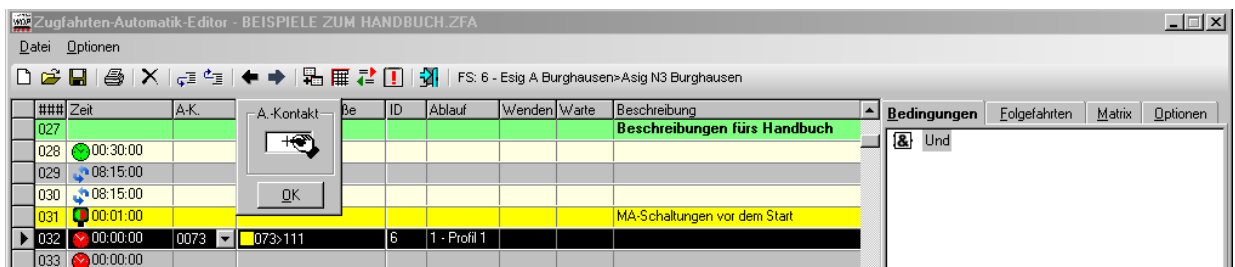 Zugfahrten-Automatik-Editor - BEISPIELE ZUM HANDBUCH.ZFA
Datei Optionen
FS: 6 - Esig A Burghausen>Asig N3 Burghausen
### Zeit A-K. ße ID Ablauf Wenden Warte Beschreibung
A.-Kontakt
OK
027 Beschreibungen fürs Handbuch
028 00:30:00
029 08:15:00
030 08:15:00
031 00:01:00 MA-Schaltungen vor dem Start
032 00:00:00 0073 073>111 6 1 - Profil 1
033 00:00:00
Bedingungen Folgefahrten Matrix Optionen
& Und